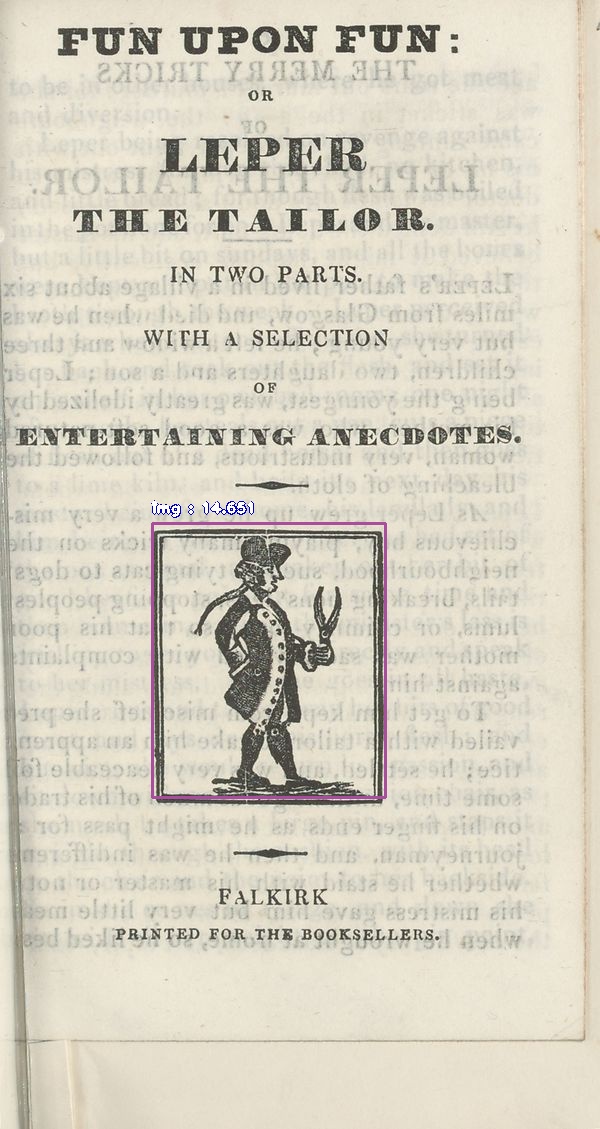 FUN UPON FUN:
OR
LEPER
THE TAILOR.
IN TWO PARTS.
WITH A SELECTION
OF
ENTERTAINING ANECDOTES.
img : 14.651
FALKIRK
PRINTED FOR THE BOOKSELLERS.